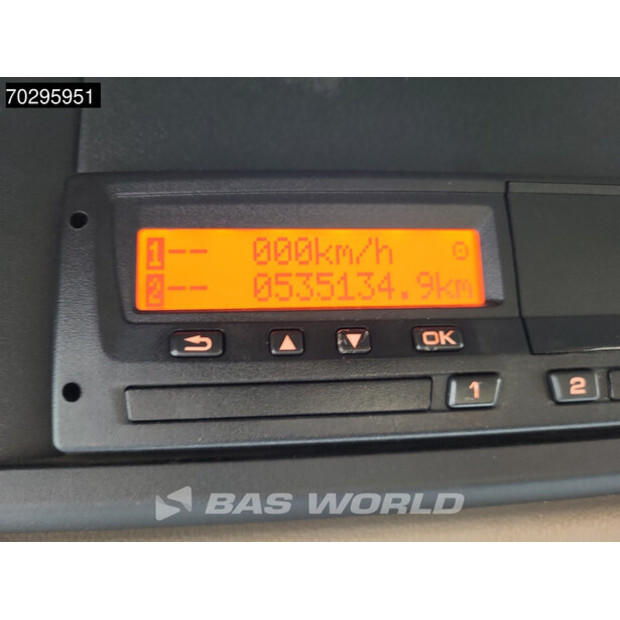 70295951
1 -- 000km/h
2 -- 0535134.9km
OK
1
2
BAS WORLD